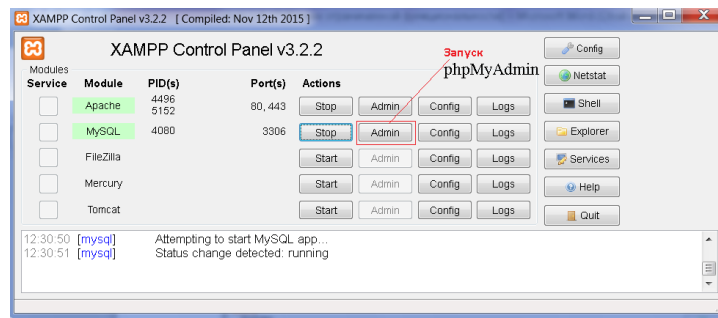 XAMPP Control Panel v3.2.2 [ Compiled: Nov 12th 2015 ]
XAMPP Control Panel v3.2.2
Запуск
phpMyAdmin
Config
Netstat
Shell
Explorer
Services
Help
Quit
Modules
Service Module PID(s) Port(s) Actions
Apache 4496 5152 80, 443 Stop Admin Config Logs
MySQL 4080 3306 Stop Admin Config Logs
FileZilla Start Admin Config Logs
Mercury Start Admin Config Logs
Tomcat Start Admin Config Logs
12:30:50 [mysql] Attempting to start MySQL app...
12:30:51 [mysql] Status change detected: running